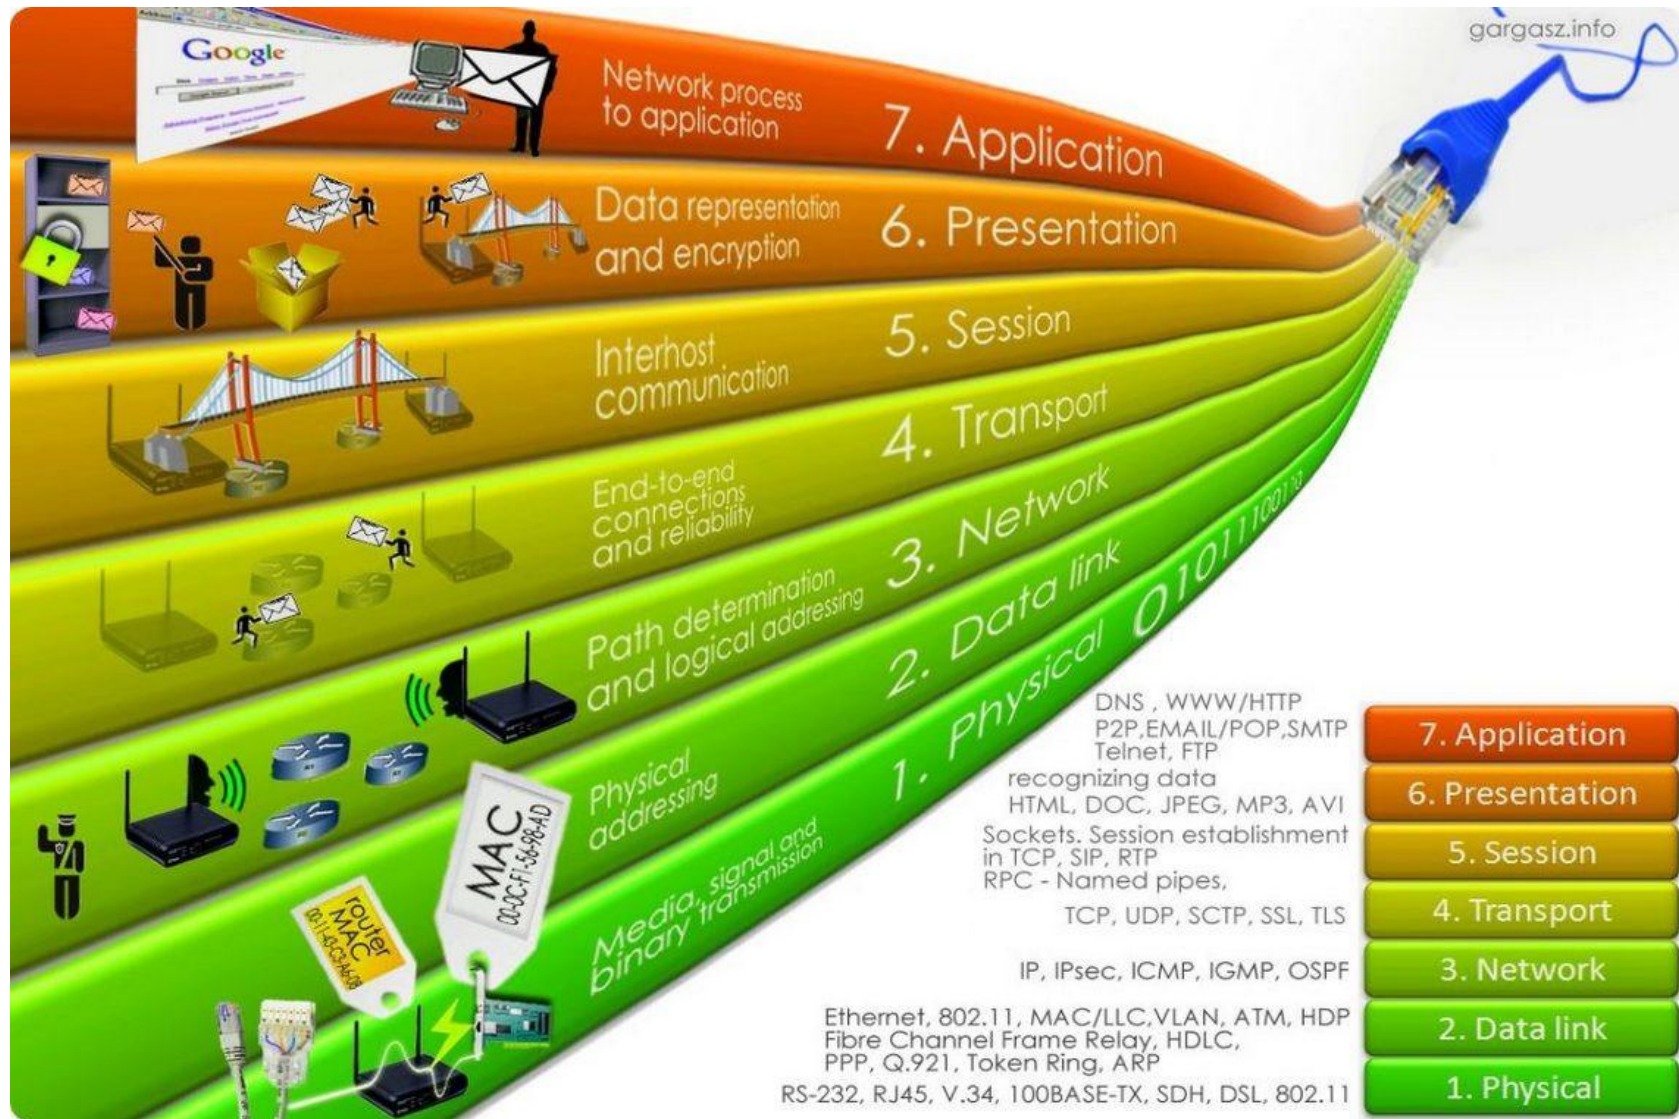 gargasz.info
Google
Network process
to application
7. Application
Data representation
and encryption
6. Presentation
Interhost
communication
5. Session
End-to-end
connections
and reliability
4. Transport
Path determination
and logical addressing
3. Network
Physical
addressing
2. Data link
Media, signal and
binary transmission
1. Physical
MAC
00-0C-F1-56-98-AD
router
MAC
DNS , WWW/HTTP
P2P,EMAIL/POP,SMTP
Telnet, FTP
7. Application
recognizing data
HTML, DOC, JPEG, MP3, AVI
6. Presentation
Sockets. Session establishment
in TCP, SIP, RTP
RPC - Named pipes,
5. Session
TCP, UDP, SCTP, SSL, TLS
4. Transport
IP, IPsec, ICMP, IGMP, OSPF
3. Network
Ethernet, 802.11, MAC/LLC,VLAN, ATM, HDP
Fibre Channel Frame Relay, HDLC,
PPP, Q.921, Token Ring, ARP
2. Data link
RS-232, RJ45, V.34, 100BASE-TX, SDH, DSL, 802.11
1. Physical